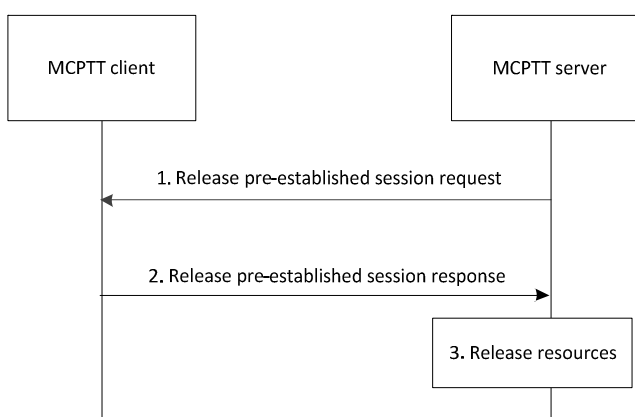 MCPTT client
MCPTT server
1. Release pre-established session request
2. Release pre-established session response
3. Release resources